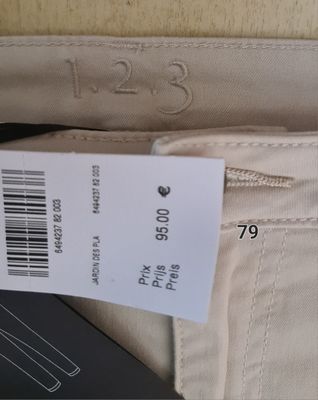 1.2.3
6494237 82 003
JARDIN DES PLA
6494237 82 003
Prix
Prijs
Preis
95.00 €
79